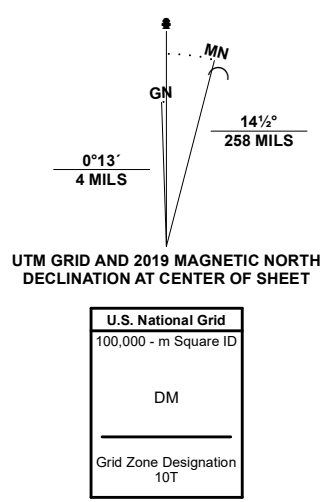 MN
GN
14½°
258 MILS
0°13´
4 MILS
UTM GRID AND 2019 MAGNETIC NORTH
DECLINATION AT CENTER OF SHEET
U.S. National Grid
100,000 - m Square ID
DM
Grid Zone Designation
10T